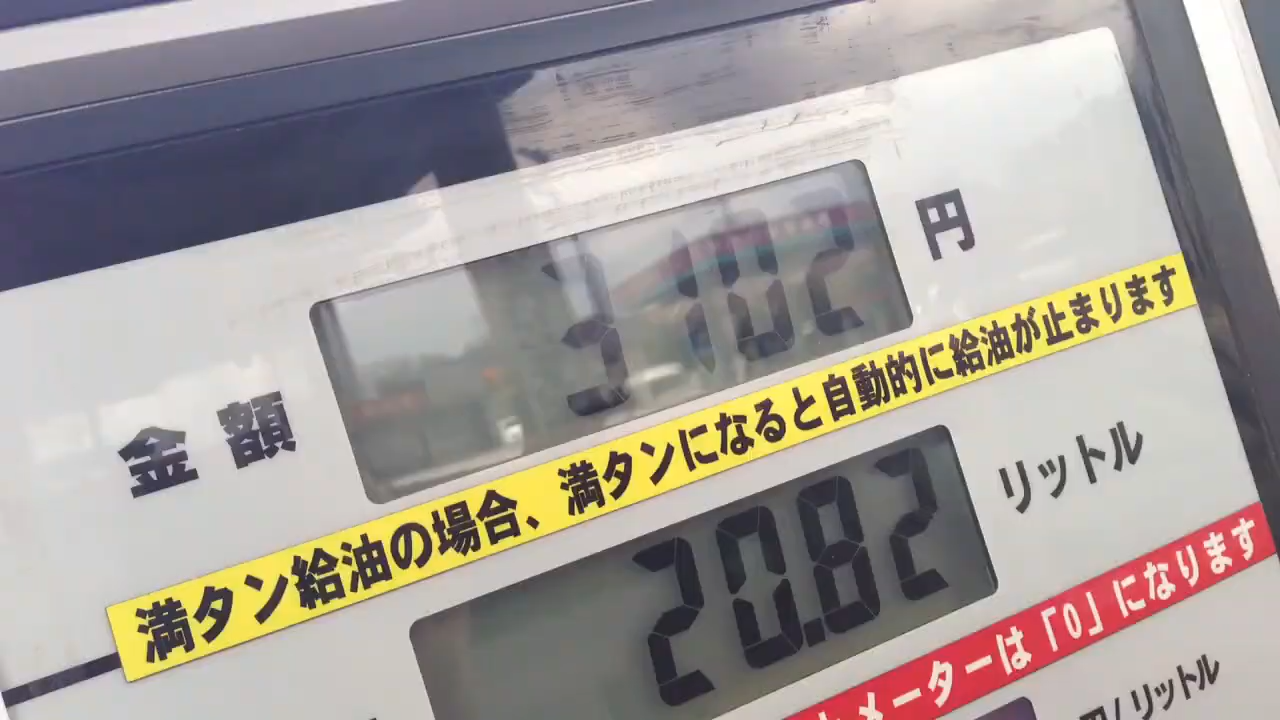 金額 3102 円
満タン給油の場合、満タンになると自動的に給油が止まります
20.82 リットル
メーターは「0」になります
円/リットル